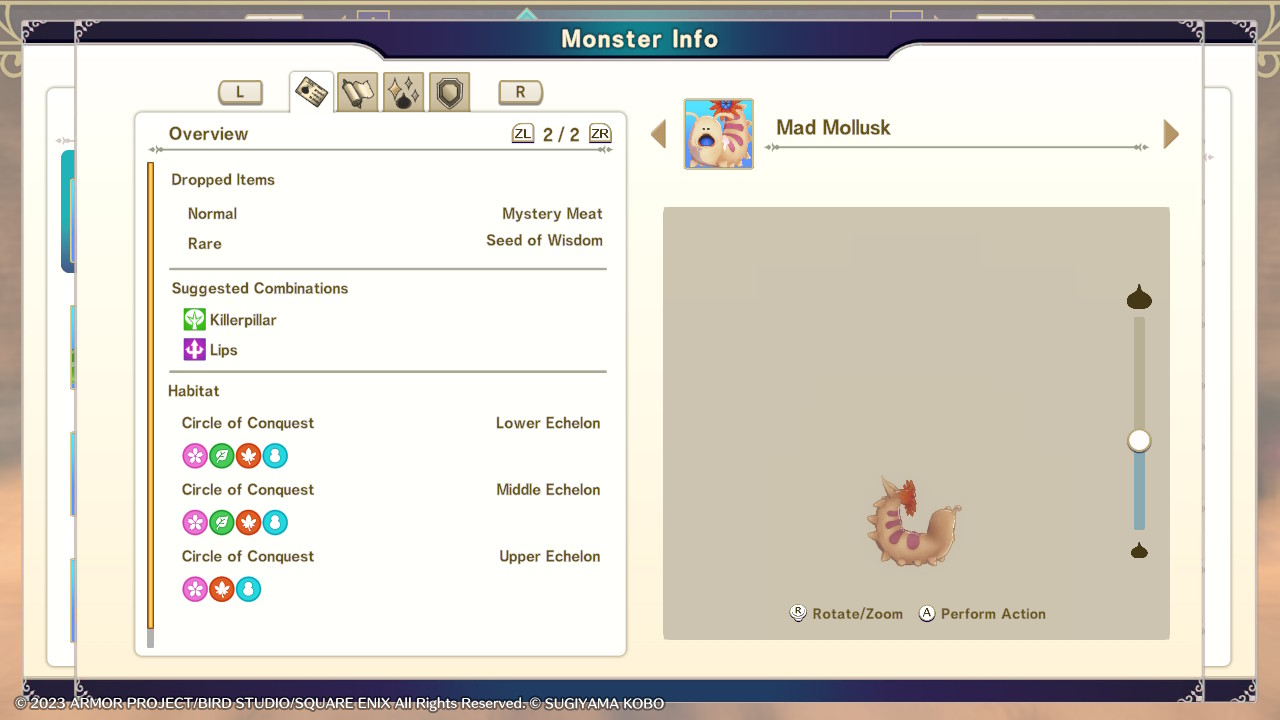 Monster Info
L
R
Overview
ZL 2 / 2 ZR
Dropped Items
Normal Mystery Meat
Rare Seed of Wisdom
Suggested Combinations
Killerpillar
Lips
Habitat
Circle of Conquest Lower Echelon
Circle of Conquest Middle Echelon
Circle of Conquest Upper Echelon
Mad Mollusk
R Rotate/Zoom A Perform Action
© 2023 ARMOR PROJECT/BIRD STUDIO/SQUARE ENIX All Rights Reserved. © SUGIYAMA KOBO